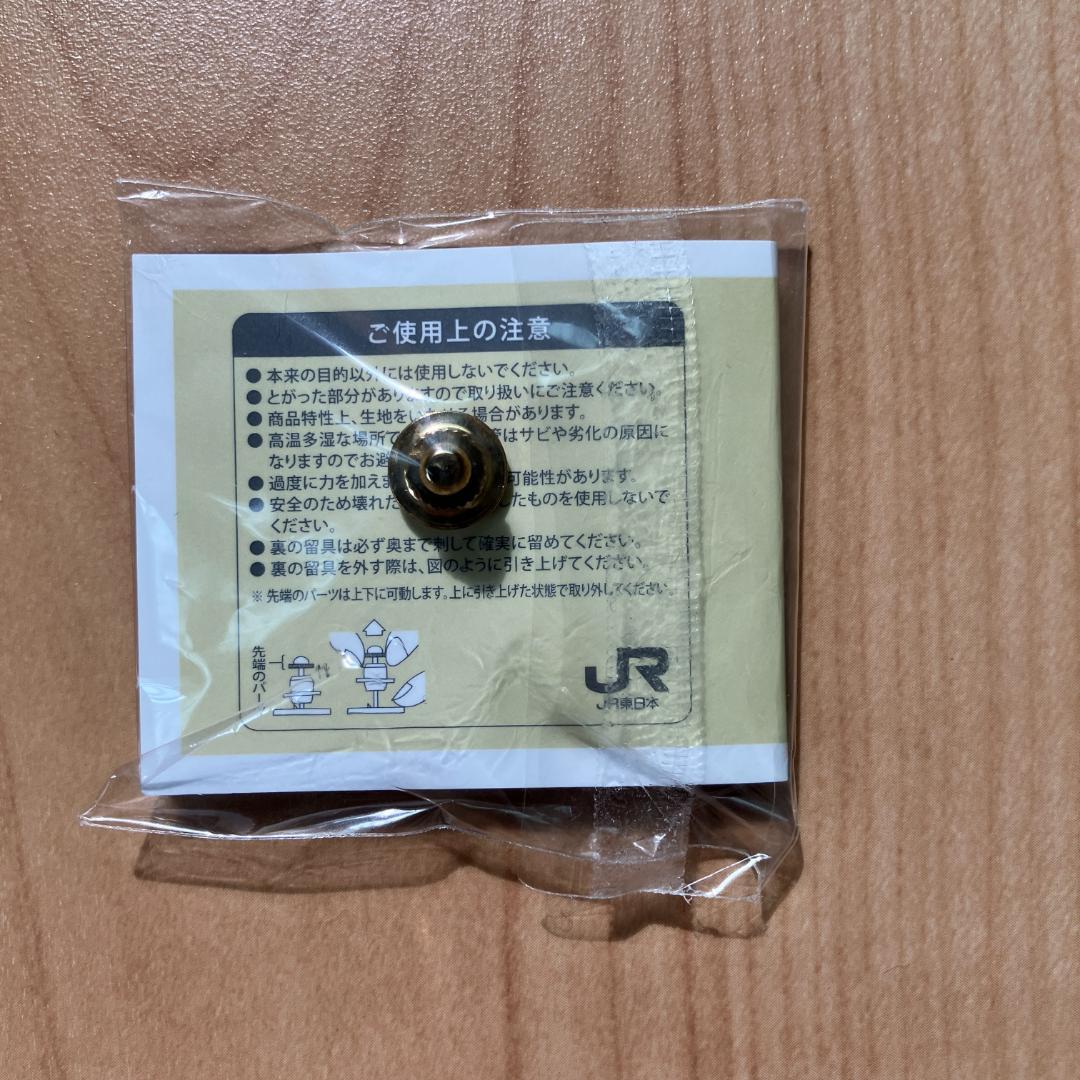 ご使用上の注意
● 本来の目的以外には使用しないでください。
● とがった部分がありますので取り扱いにご注意ください。
● 商品特性上、生地をいためる場合があります。
● 高温多湿な場所で はサビや劣化の原因に
なりますのでお避
● 過度に力を加えま 可能性があります。
● 安全のため壊れた したものを使用しないで
ください。
● 裏の留具は必ず奥まで刺して確実に留めてください。
● 裏の留具を外す際は、図のように引き上げてください。
※ 先端のパーツは上下に可動します。上に引き上げた状態で取り外してください。
先端のパー
JR
JR東日本